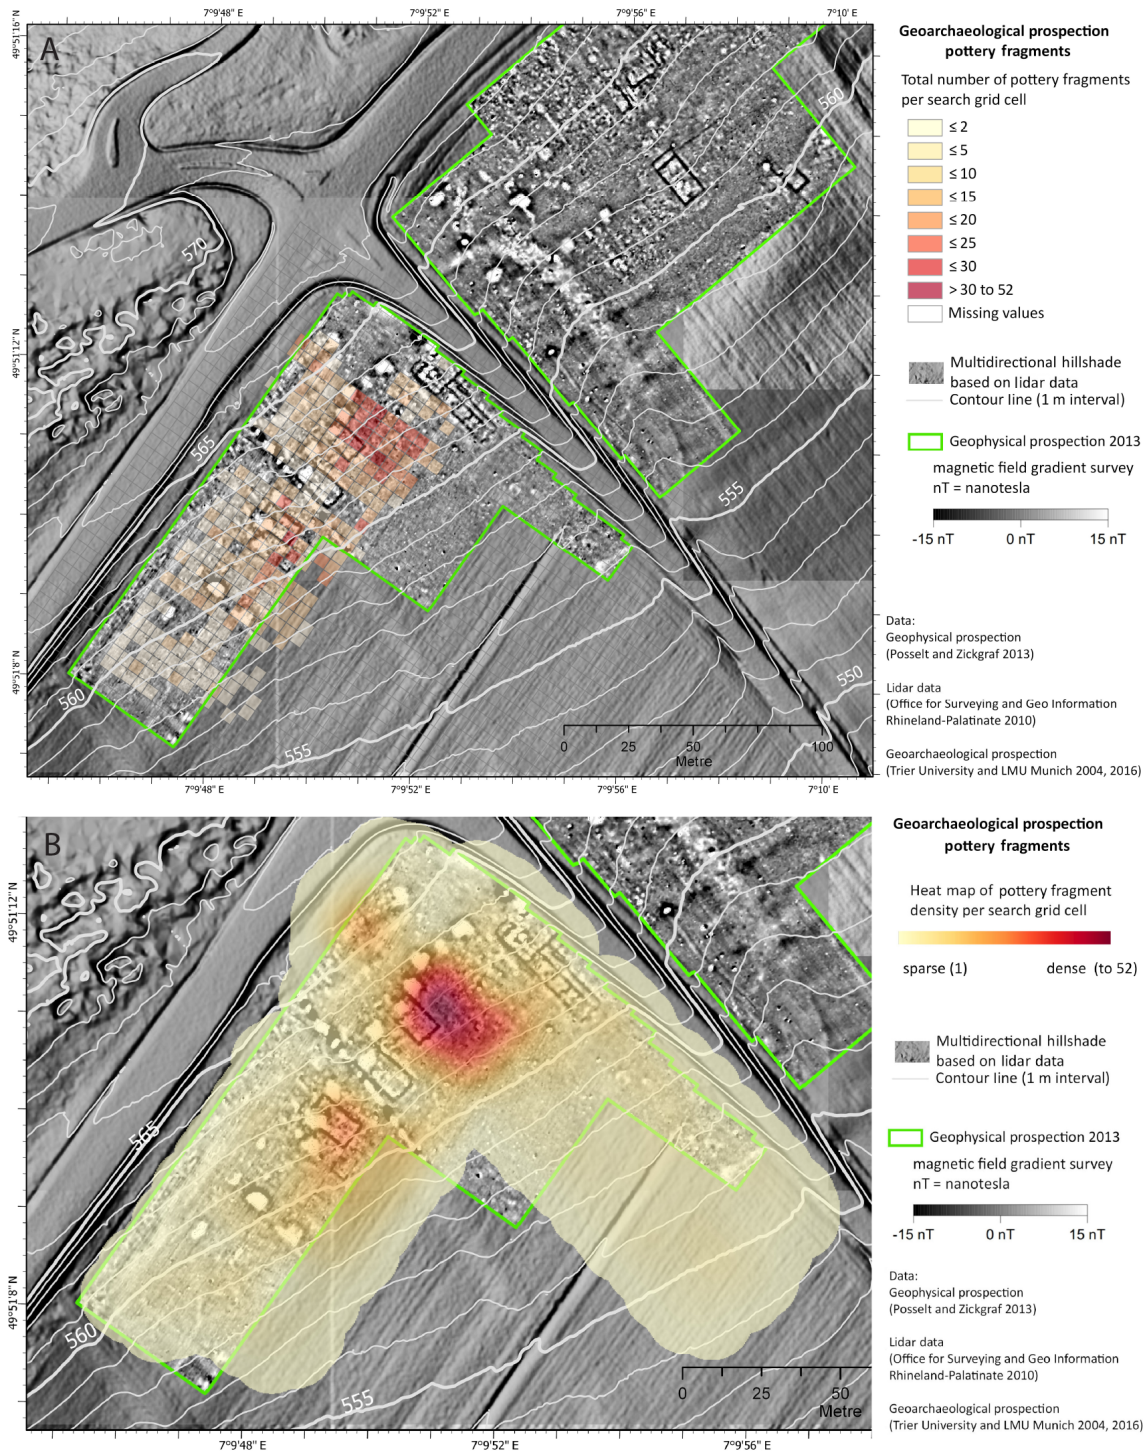 7°9'48" E
7°9'52" E
7°9'56" E
7°10' E
A
49°51'16" N
49°51'12" N
49°51'8" N
560
570
565
555
560
555
550
0 25 50 100
Metre
7°9'48" E
7°9'52" E
7°9'56" E
7°10' E
Geoarchaeological prospection
pottery fragments
Total number of pottery fragments
per search grid cell
≤ 2
≤ 5
≤ 10
≤ 15
≤ 20
≤ 25
≤ 30
> 30 to 52
Missing values
Multidirectional hillshade
based on lidar data
Contour line (1 m interval)
Geophysical prospection 2013
magnetic field gradient survey
nT = nanotesla
-15 nT 0 nT 15 nT
Data:
Geophysical prospection
(Posselt and Zickgraf 2013)
Lidar data
(Office for Surveying and Geo Information
Rhineland-Palatinate 2010)
Geoarchaeological prospection
(Trier University and LMU Munich 2004, 2016)
B
49°51'12" N
49°51'8" N
565
560
555
0 25 50
Metre
7°9'48" E
7°9'52" E
7°9'56" E
Geoarchaeological prospection
pottery fragments
Heat map of pottery fragment
density per search grid cell
sparse (1) dense (to 52)
Multidirectional hillshade
based on lidar data
Contour line (1 m interval)
Geophysical prospection 2013
magnetic field gradient survey
nT = nanotesla
-15 nT 0 nT 15 nT
Data:
Geophysical prospection
(Posselt and Zickgraf 2013)
Lidar data
(Office for Surveying and Geo Information
Rhineland-Palatinate 2010)
Geoarchaeological prospection
(Trier University and LMU Munich 2004, 2016)